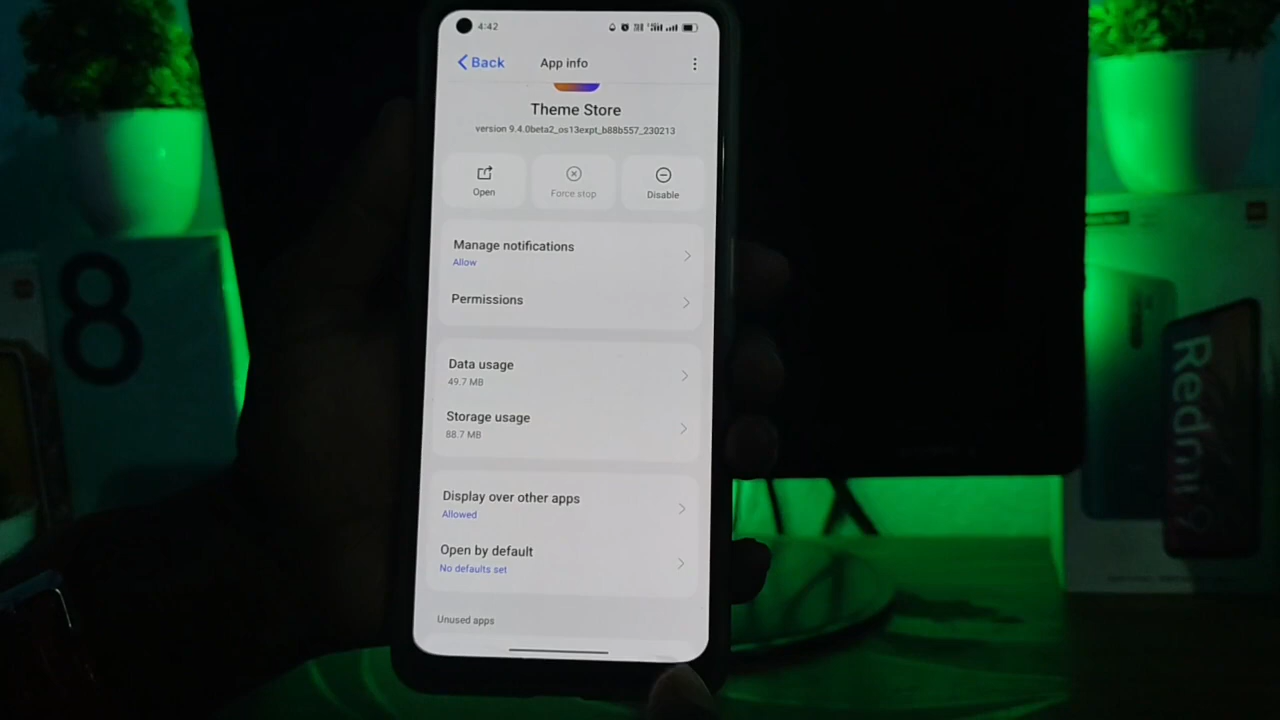 4:42
Back
App info
Theme Store
version 9.4.0beta2_os13expt_b88b557_230213
Open
Force stop
Disable
Manage notifications
Allow
Permissions
Data usage
49.7 MB
Storage usage
88.7 MB
Display over other apps
Allowed
Open by default
No defaults set
Unused apps
8
Redmi 9